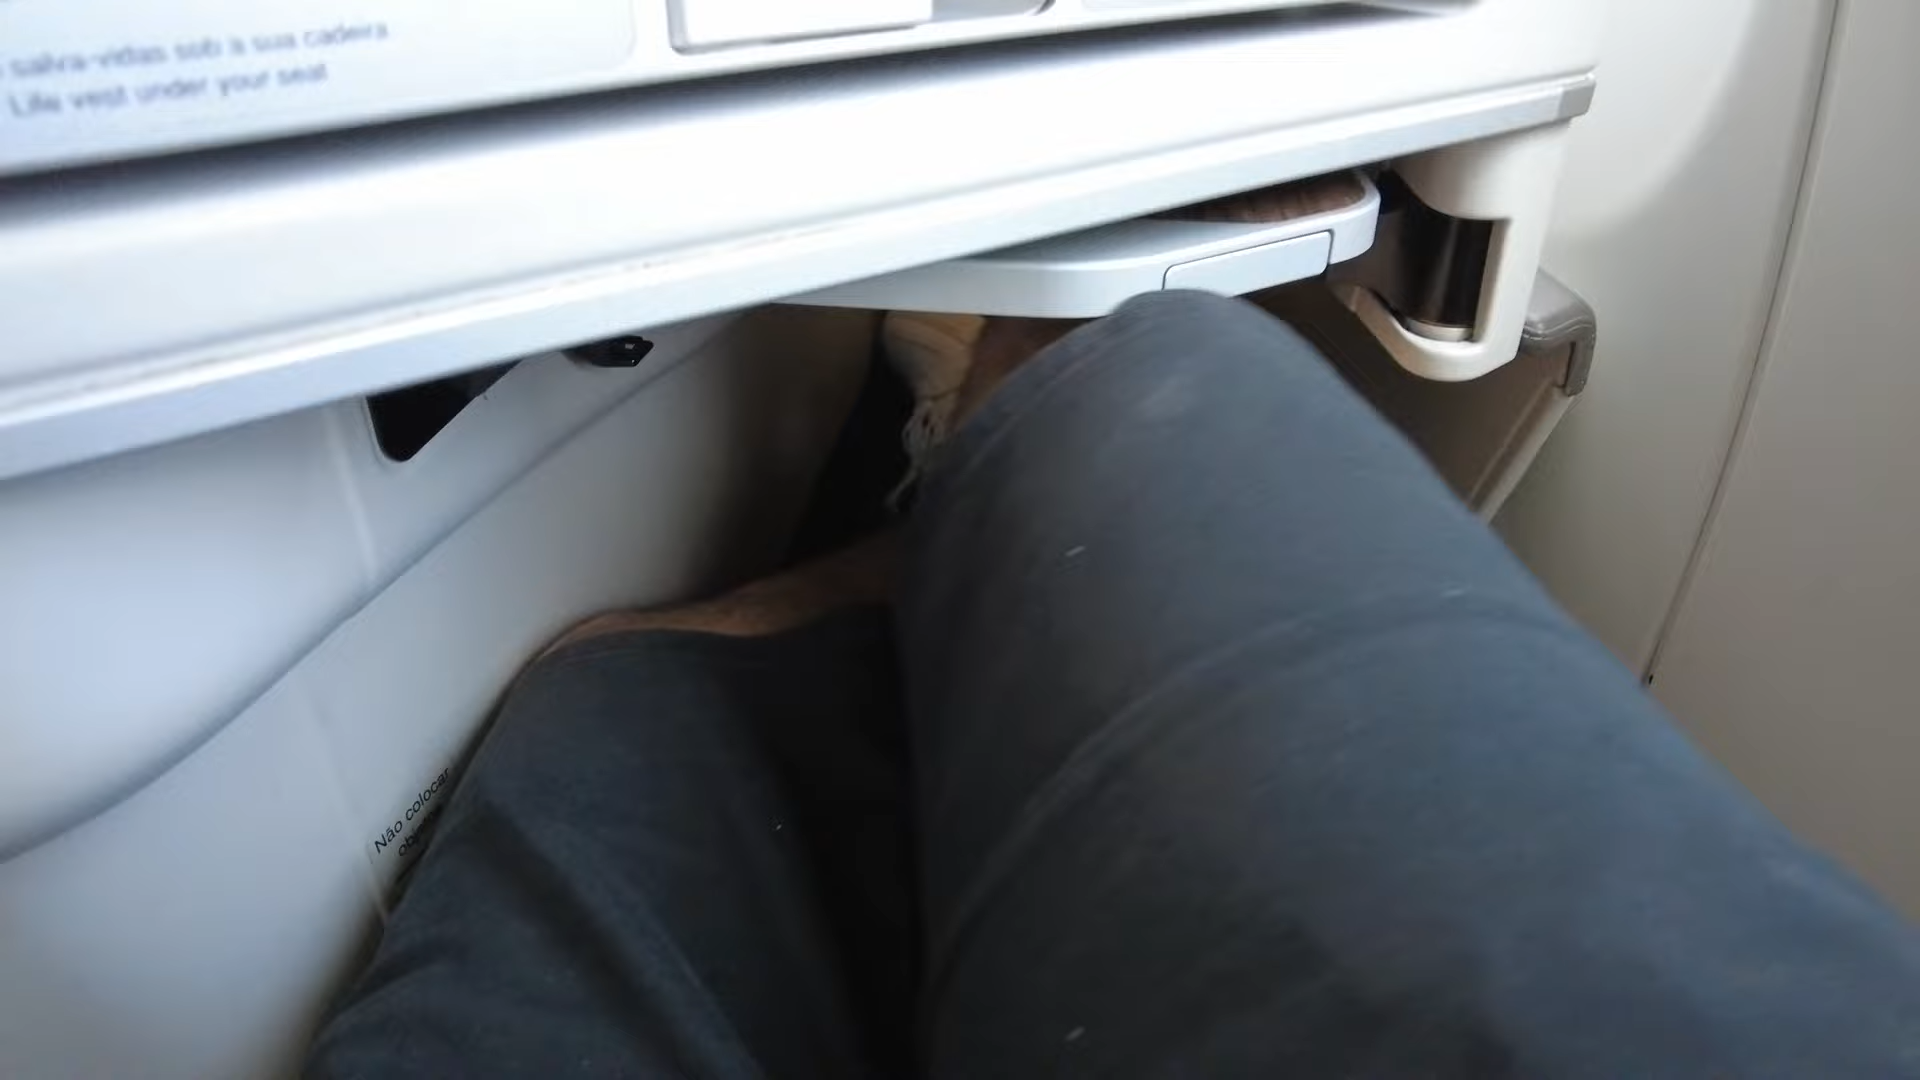 salva-vidas sob a sua cadeira
Life vest under your seat
Não colocar